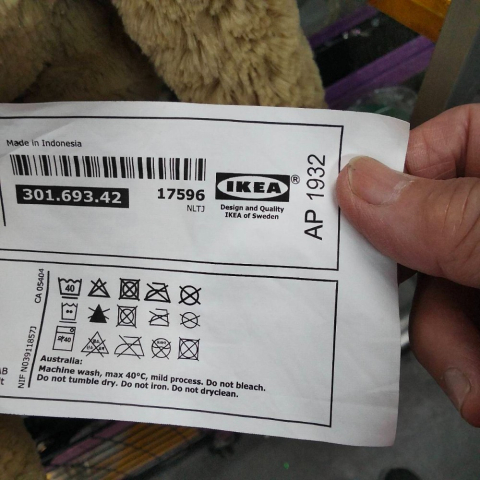 Made in Indonesia
301.693.42
17596
NLTJ
IKEA®
Design and Quality
IKEA of Sweden
AP 1932
CA 05404
NIF N0391185ZJ
40
Australia:
Machine wash, max 40°C, mild process. Do not bleach.
Do not tumble dry. Do not iron. Do not dryclean.